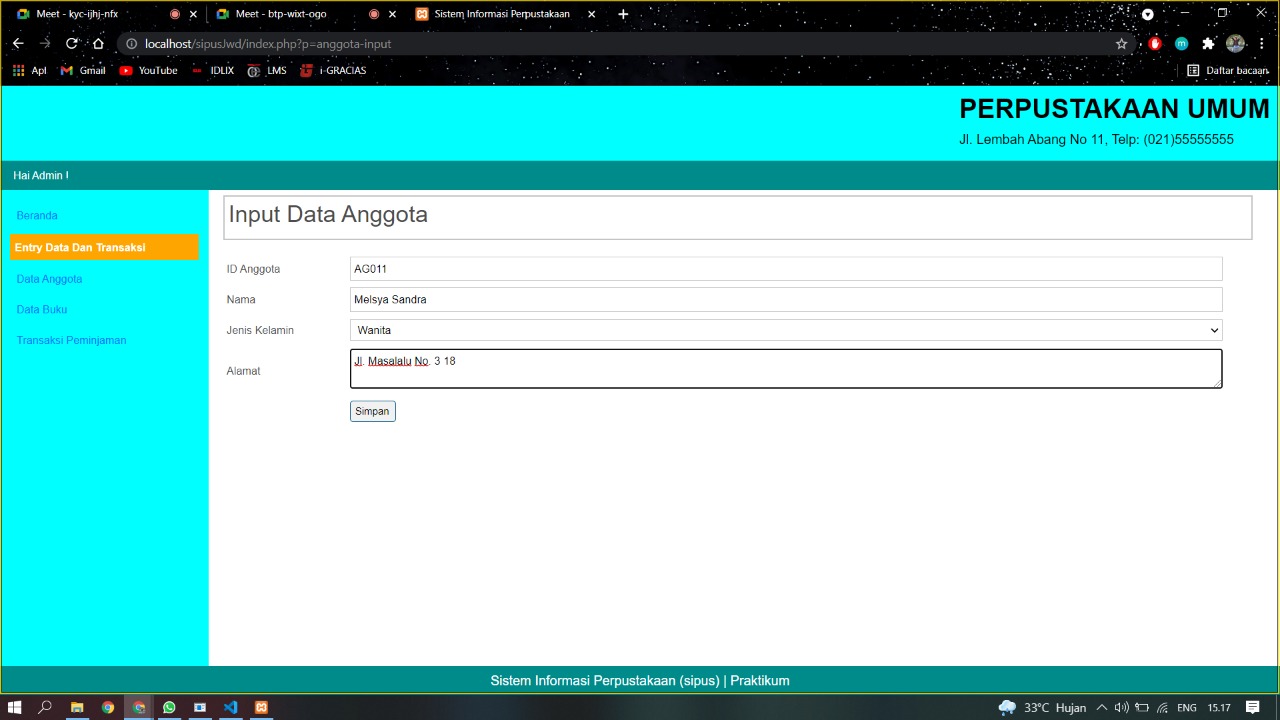 Meet - kyc-ijhj-nfx
Meet - btp-wixt-ogo
Sistem Informasi Perpustakaan
localhost/sipusJwd/index.php?p=anggota-input
Apl
Gmail
YouTube
IDLIX
LMS
i-GRACIAS
Daftar bacaan
PERPUSTAKAAN UMUM
Jl. Lembah Abang No 11, Telp: (021)55555555
Hai Admin !
Beranda
Entry Data Dan Transaksi
Data Anggota
Data Buku
Transaksi Peminjaman
Input Data Anggota
ID Anggota AG011
Nama Melsya Sandra
Jenis Kelamin Wanita
Alamat Jl. Masalalu No. 3 18
Simpan
Sistem Informasi Perpustakaan (sipus) | Praktikum
33°C Hujan ENG 15.17